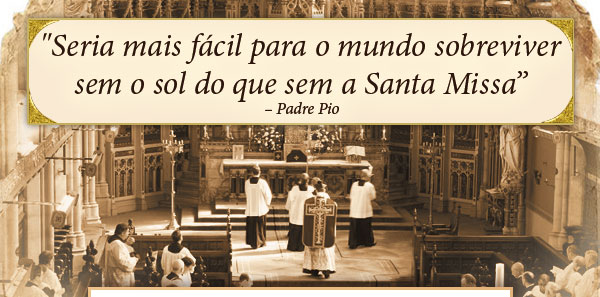 "Seria mais fácil para o mundo sobreviver
sem o sol do que sem a Santa Missa”
– Padre Pio